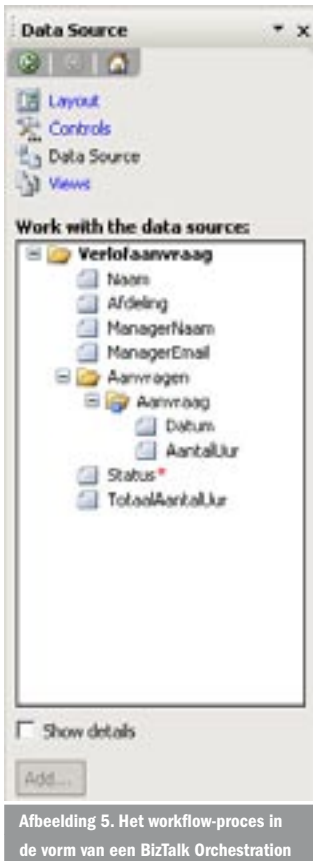 Data Source
Layout
Controls
Data Source
Views
Work with the data source:
Verlofaanvraag
Naam
Afdeling
ManagerNaam
ManagerEmail
Aanvragen
Aanvraag
Datum
AantalUur
Status*
TotaalAantalUur
Show details
Add...
Afbeelding 5. Het workflow-proces in
de vorm van een BizTalk Orchestration